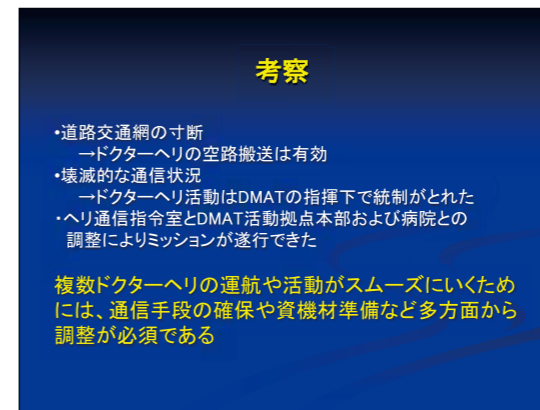 考察
•道路交通網の寸断
→ドクターヘリの空路搬送は有効
•壊滅的な通信状況
→ドクターヘリ活動はDMATの指揮下で統制がとれた
・ヘリ通信指令室とDMAT活動拠点本部および病院との
調整によりミッションが遂行できた
複数ドクターヘリの運航や活動がスムーズにいくため
には、通信手段の確保や資機材準備など多方面から
調整が必須である